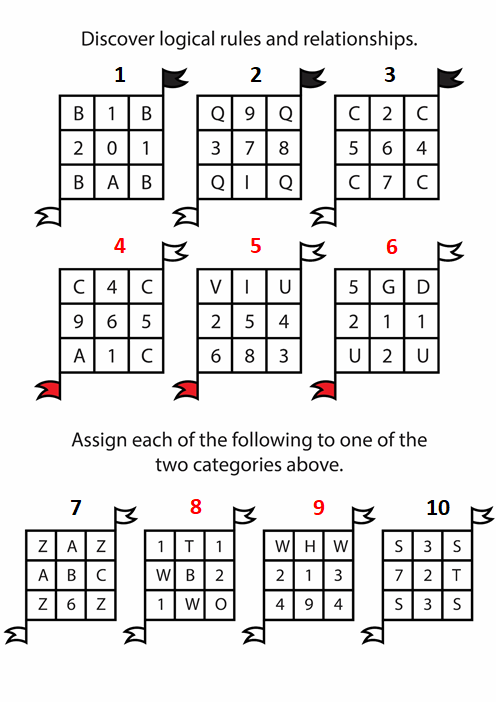 Discover logical rules and relationships.
1 2 3
B 1 B Q 9 Q C 2 C
2 0 1 3 7 8 5 6 4
B A B Q I Q C 7 C
4 5 6
C 4 C V I U 5 G D
9 6 5 2 5 4 2 1 1
A 1 C 6 8 3 U 2 U
Assign each of the following to one of the
two categories above.
7 8 9 10
Z A Z 1 T 1 W H W S 3 S
A B C W B 2 2 1 3 7 2 T
Z 6 Z 1 W O 4 9 4 S 3 S